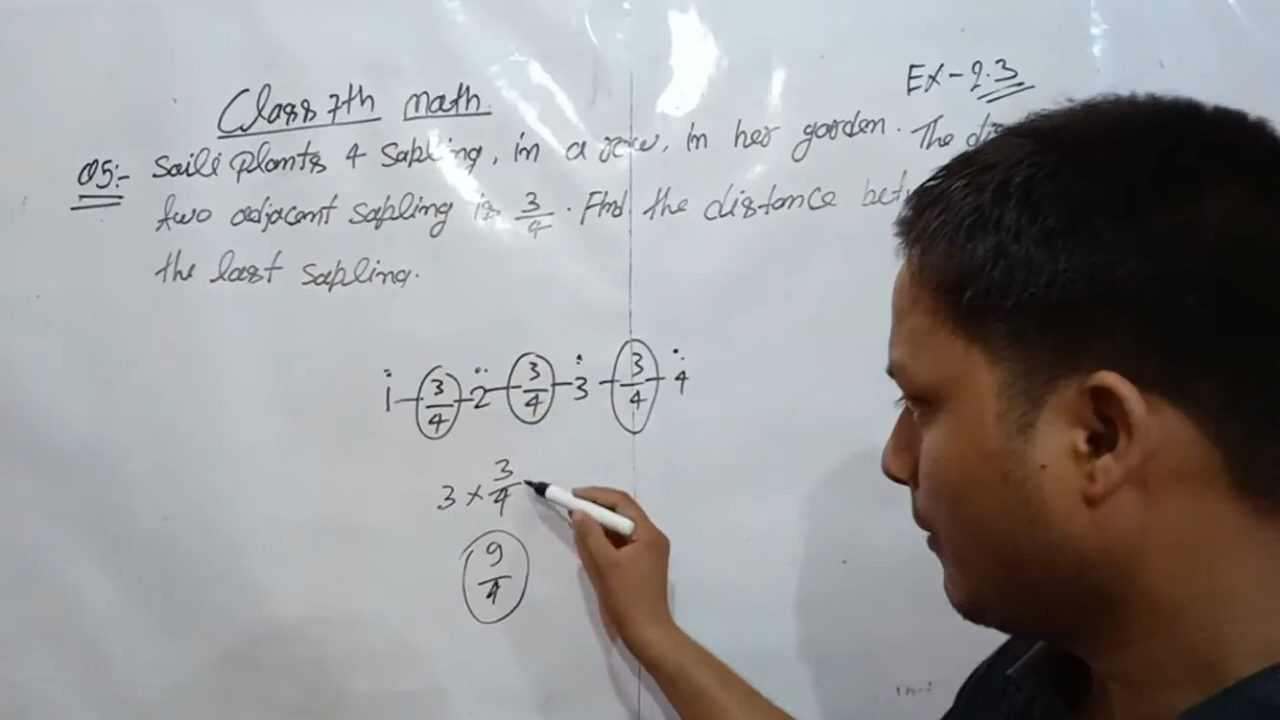 Class 7th math.
Ex-2.3
Q5:- Saili plants 4 sapling, in a row, in her garden. The
two adjacent sapling is 3/4. Find the distance
the last sapling.
1 - 3/4 - 2 - 3/4 - 3 - 3/4 - 4
3 × 3/4
9/4